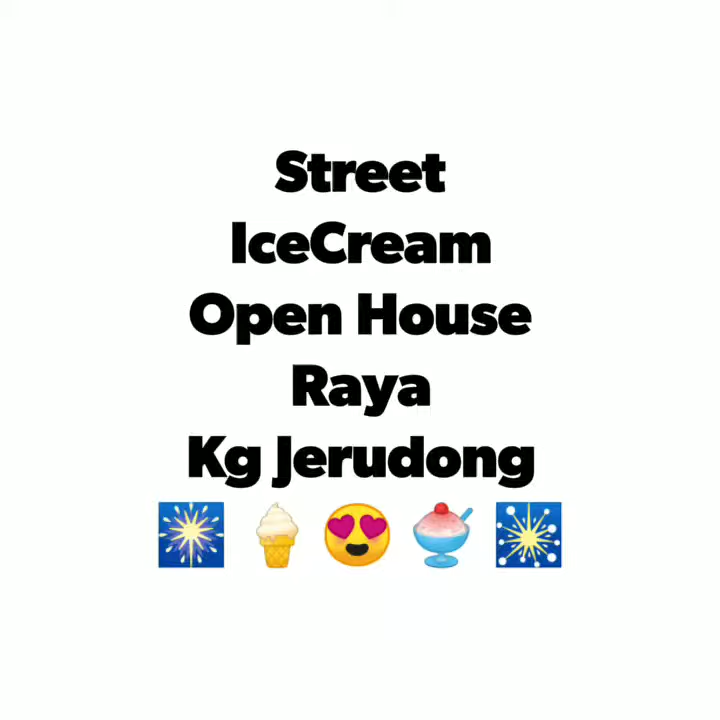 Street
IceCream
Open House
Raya
Kg Jerudong
🎆🍦😍🍧🎇